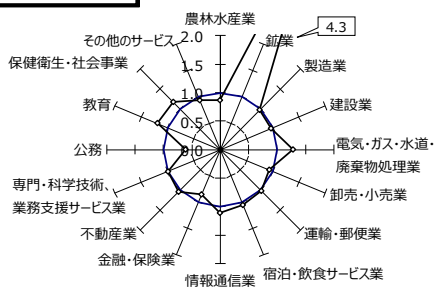 農林水産業
2.0
1.5
1.0
0.5
0.0
4.3
鉱業
製造業
建設業
電気・ガス・水道・
廃棄物処理業
卸売・小売業
運輸・郵便業
宿泊・飲食サービス業
情報通信業
金融・保険業
不動産業
専門・科学技術、
業務支援サービス業
公務
教育
保健衛生・社会事業
その他のサービス